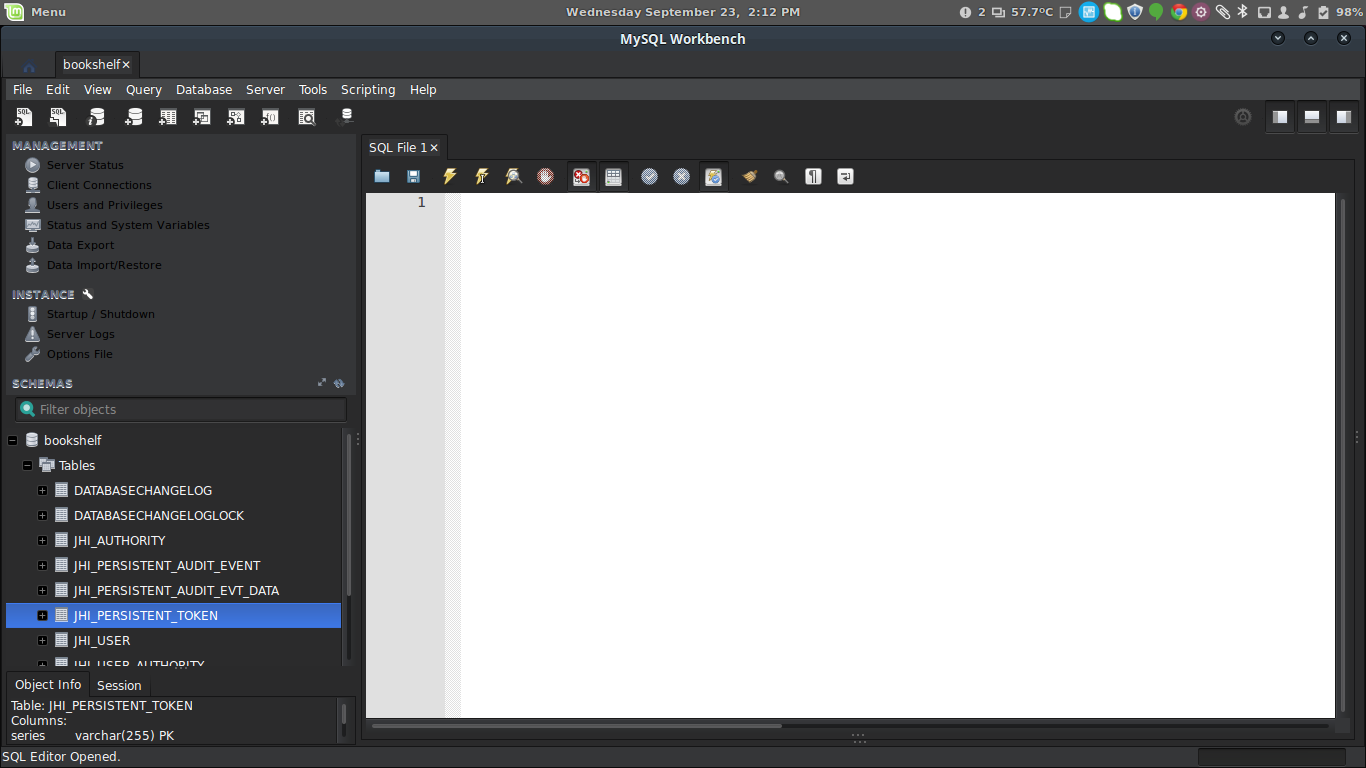 Menu
Wednesday September 23, 2:12 PM
2
57.7ºC
98%
MySQL Workbench
bookshelf×
File Edit View Query Database Server Tools Scripting Help
MANAGEMENT
Server Status
Client Connections
Users and Privileges
Status and System Variables
Data Export
Data Import/Restore
INSTANCE
Startup / Shutdown
Server Logs
Options File
SCHEMAS
Filter objects
bookshelf
Tables
DATABASECHANGELOG
DATABASECHANGELOGLOCK
JHI_AUTHORITY
JHI_PERSISTENT_AUDIT_EVENT
JHI_PERSISTENT_AUDIT_EVT_DATA
JHI_PERSISTENT_TOKEN
JHI_USER
JHI_USER_AUTHORITY
Object Info Session
Table: JHI_PERSISTENT_TOKEN
Columns:
series varchar(255) PK
SQL File 1×
1
SQL Editor Opened.